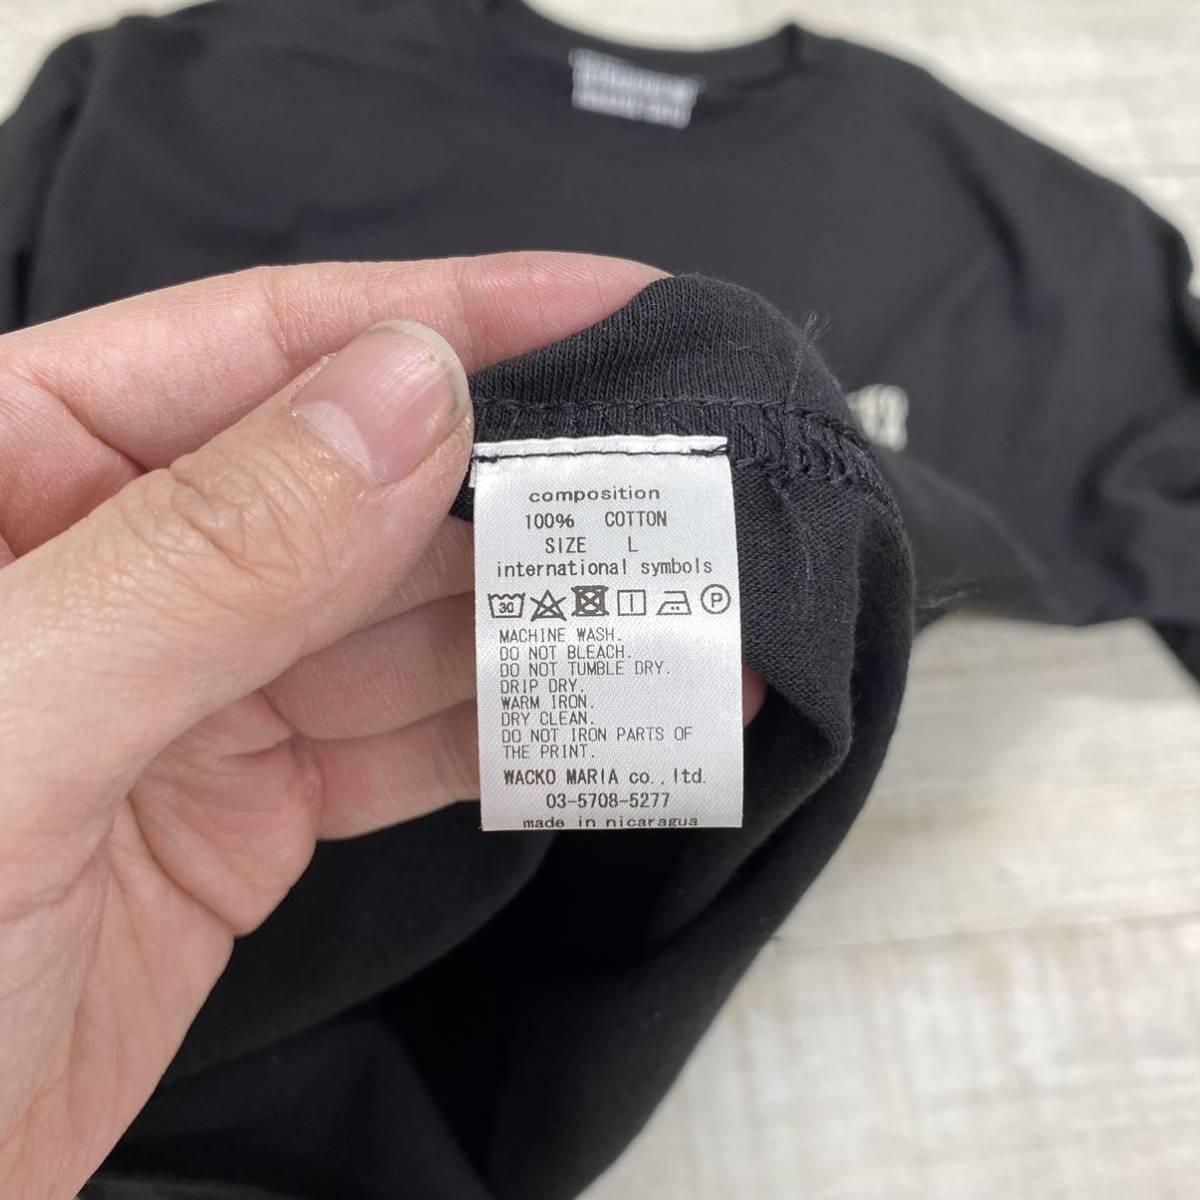 composition
100% COTTON
SIZE L
international symbols
30 P
MACHINE WASH.
DO NOT BLEACH.
DO NOT TUMBLE DRY.
DRIP DRY.
WARM IRON.
DRY CLEAN.
DO NOT IRON PARTS OF
THE PRINT.
WACKO MARIA co.,ltd.
03-5708-5277
made in nicaragua